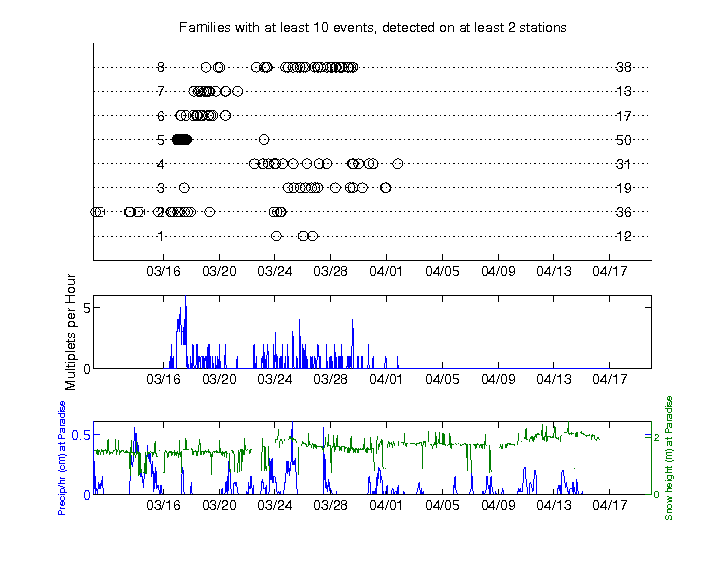 Families with at least 10 events, detected on at least 2 stations
8 38
7 13
6 17
5 50
4 31
3 19
2 36
1 12
03/16 03/20 03/24 03/28 04/01 04/05 04/09 04/13 04/17
Multiplets per Hour
5
0
03/16 03/20 03/24 03/28 04/01 04/05 04/09 04/13 04/17
Precip/hr (cm) at Paradise
0.5
0
2
0
Snow height (m) at Paradise
03/16 03/20 03/24 03/28 04/01 04/05 04/09 04/13 04/17